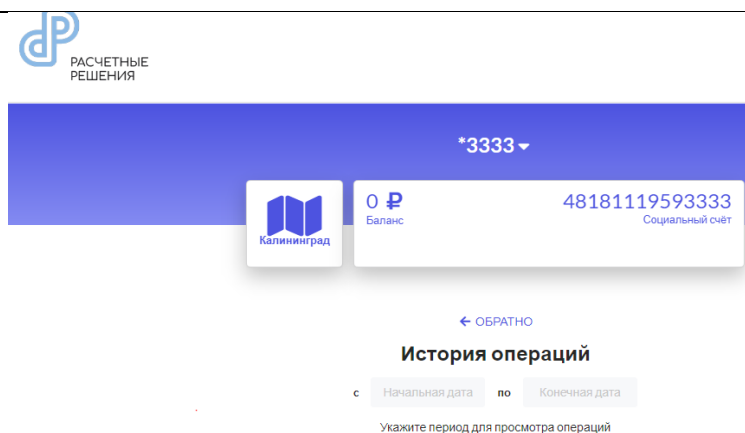 РАСЧЕТНЫЕ
РЕШЕНИЯ
*3333
0 ₽
Баланс
48181119593333
Социальный счёт
Калининград
← ОБРАТНО
История операций
с Начальная дата по Конечная дата
Укажите период для просмотра операций